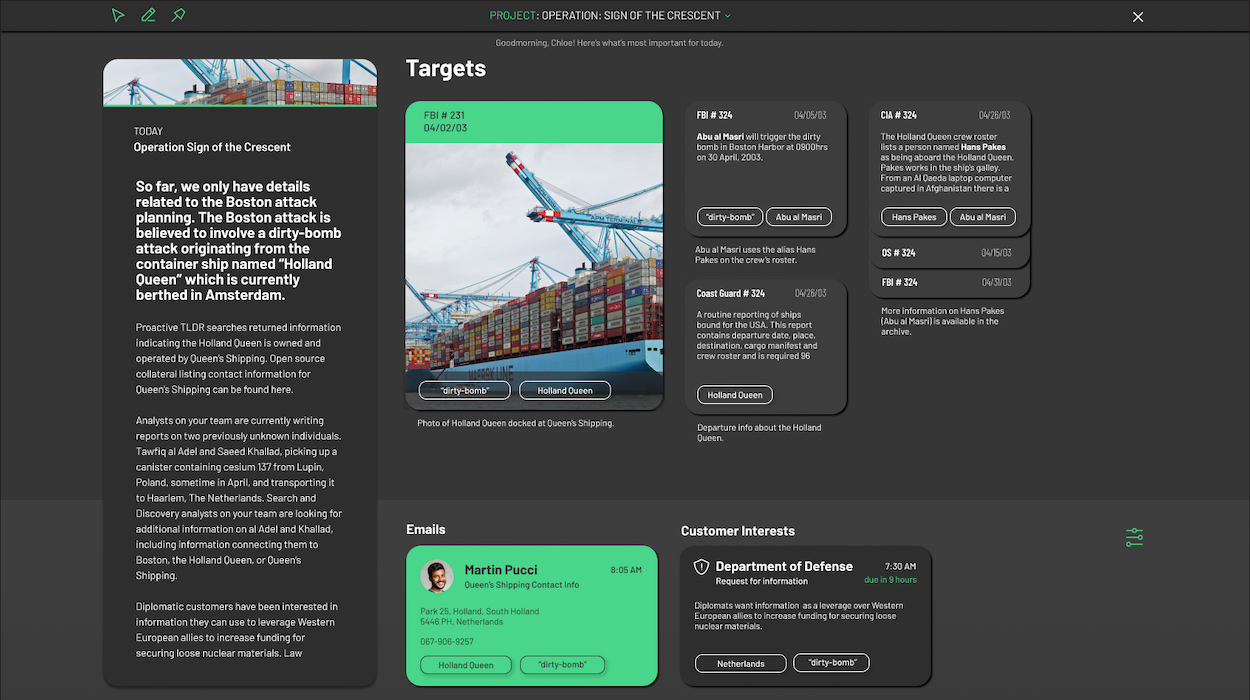 PROJECT: OPERATION: SIGN OF THE CRESCENT
Goodmorning, Chloe! Here's what's most important for today.
TODAY
Operation Sign of the Crescent
So far, we only have details
related to the Boston attack
planning. The Boston attack is
believed to involve a dirty-bomb
attack originating from the
container ship named "Holland
Queen" which is currently
berthed in Amsterdam.
Proactive TLDR searches returned information
indicating the Holland Queen is owned and
operated by Queen's Shipping. Open source
collateral listing contact information for
Queen's Shipping can be found here.
Analysts on your team are currently writing
reports on two previously unknown individuals.
Tawfiq al Adel and Saeed Khallad, picking up a
canister containing cesium 137 from Lupin,
Poland, sometime in April, and transporting it
to Haarlem, The Netherlands. Search and
Discovery analysts on your team are looking for
additional information on al Adel and Khallad,
including information connecting them to
Boston, the Holland Queen, or Queen's
Shipping.
Diplomatic customers have been interested in
information they can use to leverage Western
European allies to increase funding for
securing loose nuclear materials. Law
Targets
FBI # 231
04/02/03
APM TERMINALS
MAERSK LINE
"dirty-bomb"
Holland Queen
Photo of Holland Queen docked at Queen's Shipping.
FBI # 324 04/05/03
Abu al Masri will trigger the dirty
bomb in Boston Harbor at 0900hrs
on 30 April, 2003.
"dirty-bomb" Abu al Masri
Abu al Masri uses the alias Hans
Pakes on the crew's roster.
Coast Guard # 324 04/26/03
A routine reporting of ships
bound for the USA. This report
contains departure date, place,
destination, cargo manifest and
crew roster and is required 96
Holland Queen
Departure info about the Holland
Queen.
CIA # 324 04/26/03
The Holland Queen crew roster
lists a person named Hans Pakes
as being aboard the Holland Queen.
Pakes works in the ship's galley.
From an Al Qaeda laptop computer
captured in Afghanistan there is a
Hans Pakes Abu al Masri
OS # 324 04/15/03
FBI # 324 04/31/03
More information on Hans Pakes
(Abu al Masri) is available in the
archive.
Emails
Martin Pucci 8:05 AM
Queen's Shipping Contact Info
Park 25, Holland, South Holland
5446 PH, Netherlands
067-906-9257
Holland Queen "dirty-bomb"
Customer Interests
Department of Defense 7:30 AM
Request for information due in 9 hours
Diplomats want information as a leverage over Western
European allies to increase funding for securing loose
nuclear materials.
Netherlands "dirty-bomb"